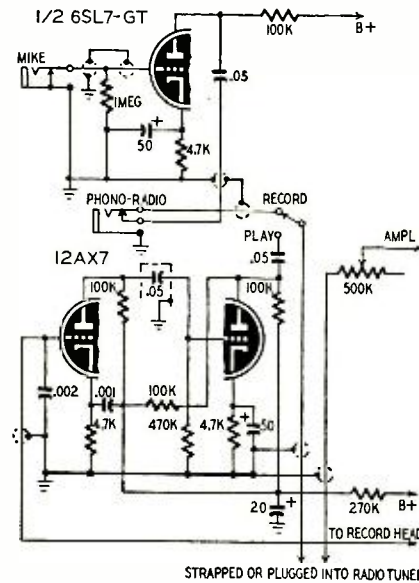 1/2 6SL7-GT
100K
B+
MIKE
.05
1MEG
50 +
4.7K
PHONO-RADIO
RECORD
PLAY
.05
AMPL
12AX7
100K
.05
100K
500K
.002
.001
100K
4.7K
470K
4.7K
+
50
20 +
270K
B+
TO RECORD HEAD
STRAPPED OR PLUGGED INTO RADIO TUNER